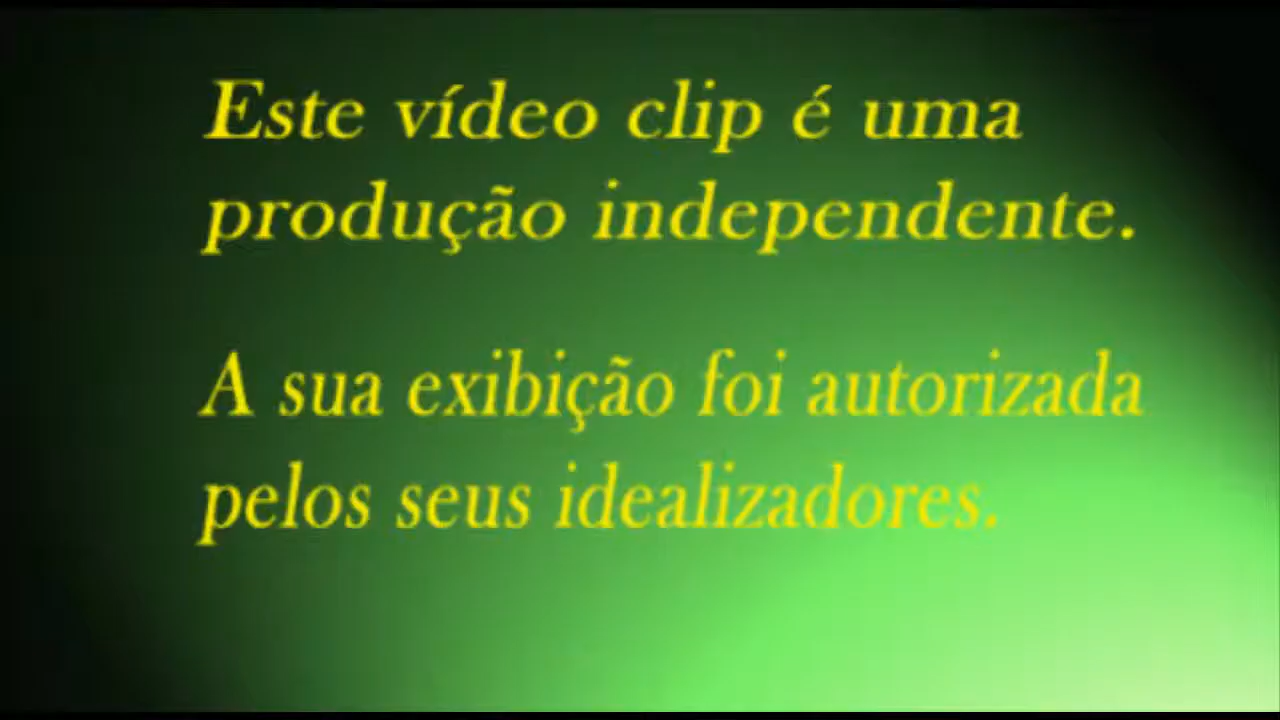 Este vídeo clip é uma
produção independente.
A sua exibição foi autorizada
pelos seus idealizadores.